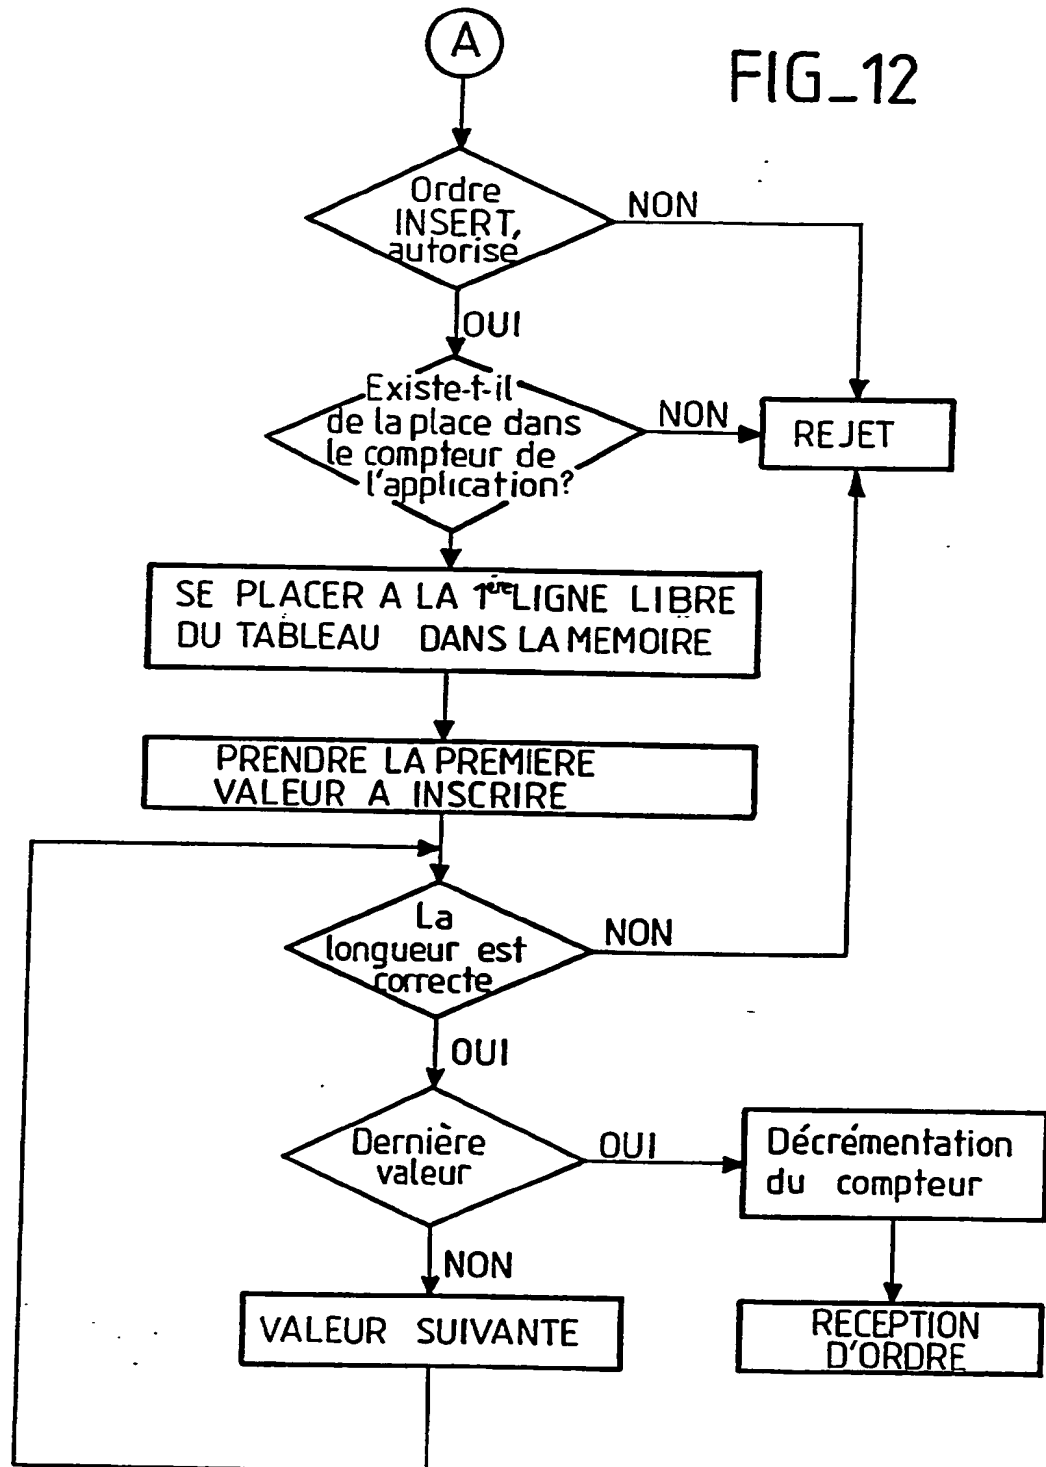 A
FIG_12
Ordre
INSERT,
autorisé
NON
OUI
Existe-t-il
de la place dans
le compteur de
l'application?
NON
REJET
SE PLACER A LA 1ère LIGNE LIBRE
DU TABLEAU DANS LA MEMOIRE
PRENDRE LA PREMIERE
VALEUR A INSCRIRE
La
longueur est
correcte
NON
OUI
Dernière
valeur
OUI
Décrémentation
du compteur
NON
VALEUR SUIVANTE
RECEPTION
D'ORDRE